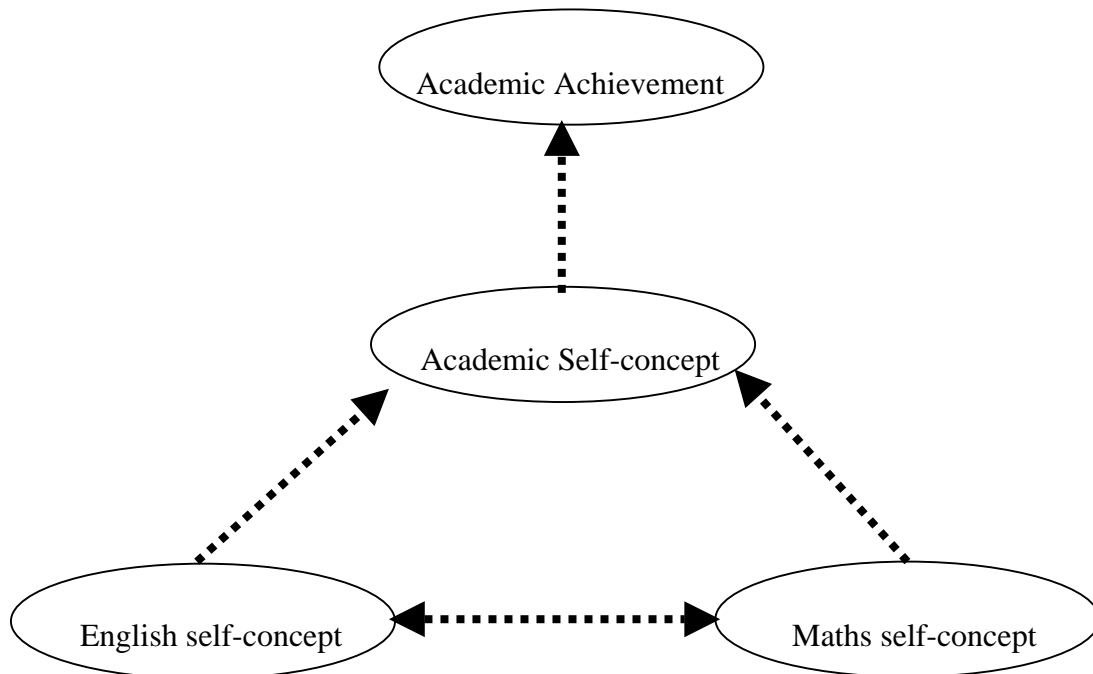 Academic Achievement
Academic Self-concept
English self-concept
Maths self-concept